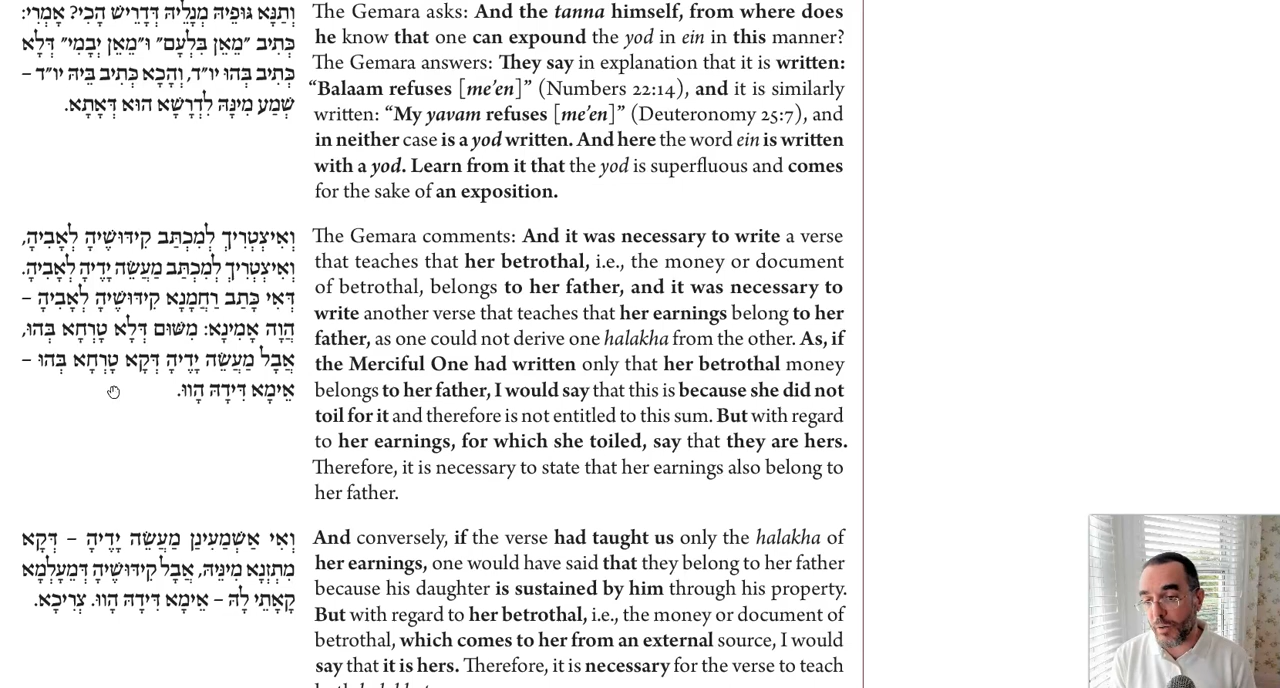 וְתַנָּא גּוּפֵיהּ מְנָלֵיהּ דְּדָרֵישׁ הָכִי? אָמְרִי:
כְּתִיב ״מֵאֵן בִּלְעָם״ וּ״מֵאֵן יְבָמִי״ דְּלָא
כְּתִיב בְּהוּ יוֹ״ד, וְהָכָא כְּתִיב בֵּיהּ יוֹ״ד –
שְׁמַע מִינָּהּ לִדְרָשָׁא הוּא דַּאֲתָא.
The Gemara asks: And the tanna himself, from where does
he know that one can expound the yod in ein in this manner?
The Gemara answers: They say in explanation that it is written:
“Balaam refuses [me’en]” (Numbers 22:14), and it is similarly
written: “My yavam refuses [me’en]” (Deuteronomy 25:7), and
in neither case is a yod written. And here the word ein is written
with a yod. Learn from it that the yod is superfluous and comes
for the sake of an exposition.
וְאִיצְטְרִיךְ לְמִכְתַּב קִידּוּשֶׁיהָ לְאָבִיהָ,
וְאִיצְטְרִיךְ לְמִכְתַּב מַעֲשֵׂה יָדֶיהָ לְאָבִיהָ.
דְּאִי כָּתַב רַחֲמָנָא קִידּוּשֶׁיהָ לְאָבִיהָ –
הֲוָה אָמֵינָא: מִשּׁוּם דְּלָא טָרְחָא בְּהוּ,
אֲבָל מַעֲשֵׂה יָדֶיהָ דְּקָא טָרְחָא בְּהוּ –
אֵימָא דִּידַהּ הָווּ.
The Gemara comments: And it was necessary to write a verse
that teaches that her betrothal, i.e., the money or document
of betrothal, belongs to her father, and it was necessary to
write another verse that teaches that her earnings belong to her
father, as one could not derive one halakha from the other. As, if
the Merciful One had written only that her betrothal money
belongs to her father, I would say that this is because she did not
toil for it and therefore is not entitled to this sum. But with regard
to her earnings, for which she toiled, say that they are hers.
Therefore, it is necessary to state that her earnings also belong to
her father.
וְאִי אַשְׁמַעִינַן מַעֲשֵׂה יָדֶיהָ – דְּקָא
מִתְזְנָא מִינֵּיהּ, אֲבָל קִידּוּשֶׁיהָ דְּמֵעָלְמָא
קָאָתֵי לָהּ – אֵימָא דִּידַהּ הָווּ. צְרִיכָא.
And conversely, if the verse had taught us only the halakha of
her earnings, one would have said that they belong to her father
because his daughter is sustained by him through his property.
But with regard to her betrothal, i.e., the money or document of
betrothal, which comes to her from an external source, I would
say that it is hers. Therefore, it is necessary for the verse to teach